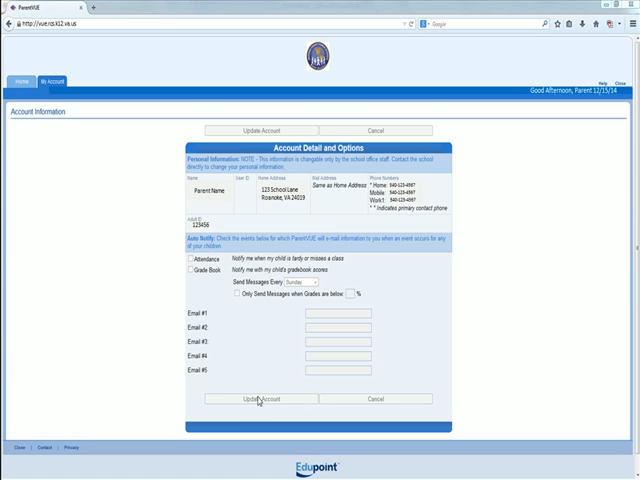 ParentVUE
http://vue.rcs.k12.va.us
Google
Home
My Account
Help Close
Good Afternoon, Parent 12/15/14
Account Information
Update Account
Cancel
Account Detail and Options
Personal Information: NOTE - This information is changeable only by the school office staff. Contact the school
directly to change your personal information.
Name
User ID
Home Address
Mail Address
Phone Numbers
Parent Name
123 School Lane
Roanoke, VA 24019
Same as Home Address
* Home: 540-123-4567
Mobile: 540-123-4567
Work1: 540-123-4567
* * Indicates primary contact phone
Adult ID
123456
Auto Notify: Check the events below for which ParentVUE will e-mail information to you when an event occurs for any
of your children
Attendance Notify me when my child is tardy or misses a class
Grade Book Notify me with my child's gradebook scores
Send Messages Every Sunday
Only Send Messages when Grades are below: %
Email #1
Email #2
Email #3
Email #4
Email #5
Update Account
Cancel
Close | Contact | Privacy
Edupoint